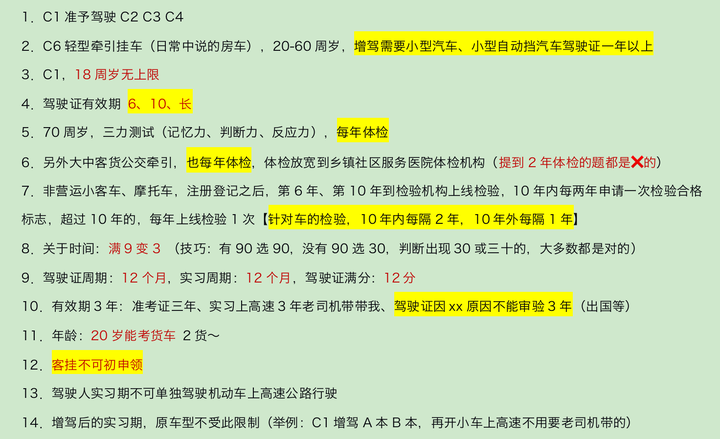 1．C1 准予驾驶 C2 C3 C4
2．C6 轻型牵引挂车（日常中说的房车），20-60 周岁，增驾需要小型汽车、小型自动挡汽车驾驶证一年以上
3．C1，18 周岁无上限
4．驾驶证有效期 6、10、长
5．70 周岁，三力测试（记忆力、判断力、反应力），每年体检
6．另外大中客货公交牵引，也每年体检，体检放宽到乡镇社区服务医院体检机构（提到 2 年体检的题都是❌的）
7．非营运小客车、摩托车，注册登记之后，第 6 年、第 10 年到检验机构上线检验，10 年内每两年申请一次检验合格
标志，超过 10 年的，每年上线检验 1 次【针对车的检验，10 年内每隔 2 年，10 年外每隔 1 年】
8．关于时间：满 9 变 3 （技巧：有 90 选 90，没有 90 选 30，判断出现 30 或三十的，大多数都是对的）
9．驾驶证周期：12 个月，实习周期：12 个月，驾驶证满分：12 分
10．有效期 3 年：准考证三年、实习上高速 3 年老司机带带我、驾驶证因 xx 原因不能审验 3 年（出国等）
11．年龄：20 岁能考货车 2 货～
12．客挂不可初申领
13．驾驶人实习期不可单独驾驶机动车上高速公路行驶
14．增驾后的实习期，原车型不受此限制（举例：C1 增驾 A 本 B 本，再开小车上高速不用要老司机带的）